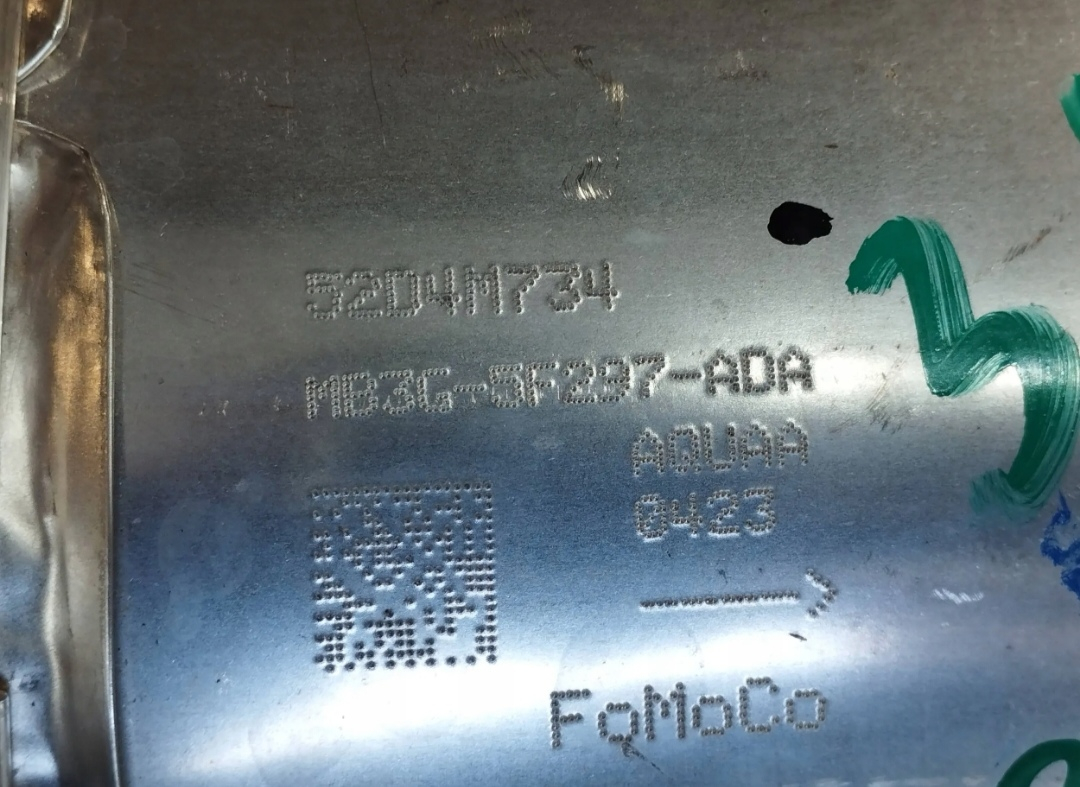 52D4M734
MB3G-5F297-ADA
AQUAA
0423
FoMoCo